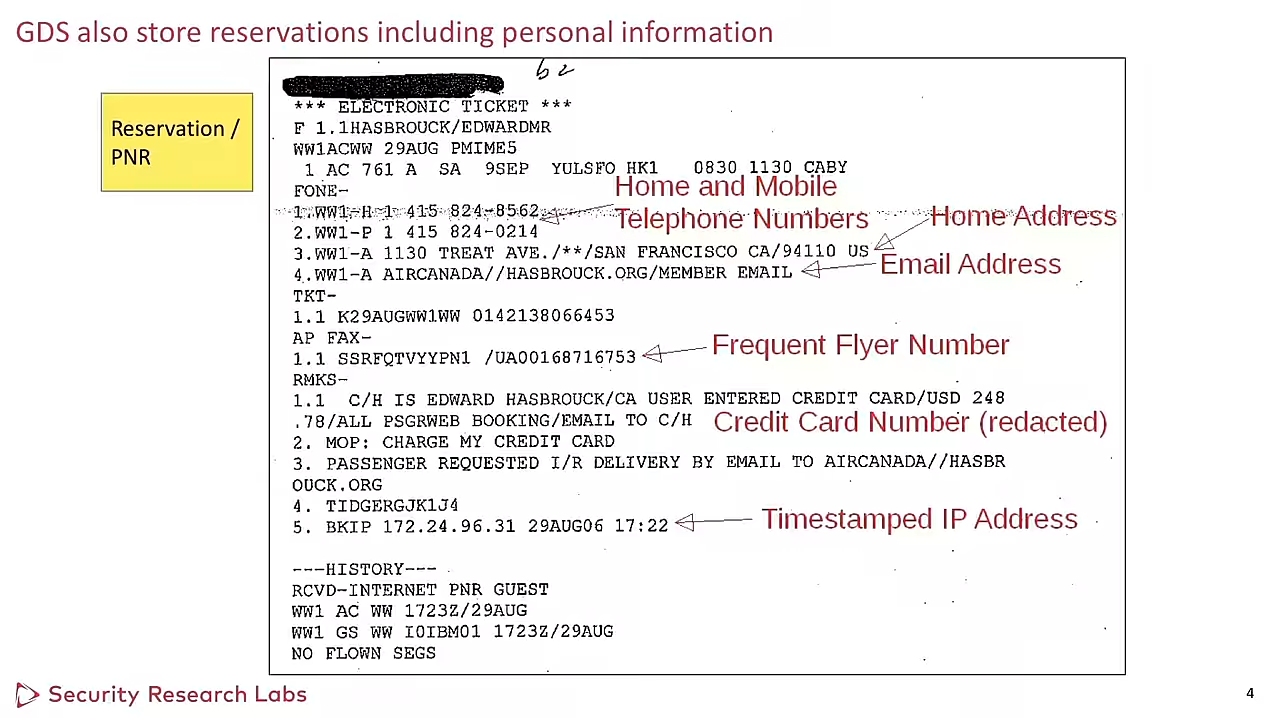 GDS also store reservations including personal information
b2
Reservation /
PNR
*** ELECTRONIC TICKET ***
F 1.1HASBROUCK/EDWARDMR
WW1ACWW 29AUG PMIME5
1 AC 761 A SA 9SEP YULSFO HK1 0830 1130 CABY
FONE-
Home and Mobile
Telephone Numbers
1.WW1-H 1 415 824-8562
Home Address
2.WW1-P 1 415 824-0214
3.WW1-A 1130 TREAT AVE./**/SAN FRANCISCO CA/94110 US
4.WW1-A AIRCANADA//HASBROUCK.ORG/MEMBER EMAIL
Email Address
TKT-
1.1 K29AUGWW1WW 0142138066453
AP FAX-
1.1 SSRFQTVYYPN1 /UA00168716753
Frequent Flyer Number
RMKS-
1.1 C/H IS EDWARD HASBROUCK/CA USER ENTERED CREDIT CARD/USD 248
.78/ALL PSGRWEB BOOKING/EMAIL TO C/H
Credit Card Number (redacted)
2. MOP: CHARGE MY CREDIT CARD
3. PASSENGER REQUESTED I/R DELIVERY BY EMAIL TO AIRCANADA//HASBR
OUCK.ORG
4. TIDGERGJK1J4
5. BKIP 172.24.96.31 29AUG06 17:22
Timestamped IP Address
---HISTORY---
RCVD-INTERNET PNR GUEST
WW1 AC WW 1723Z/29AUG
WW1 GS WW I0IBM01 1723Z/29AUG
NO FLOWN SEGS
Security Research Labs
4